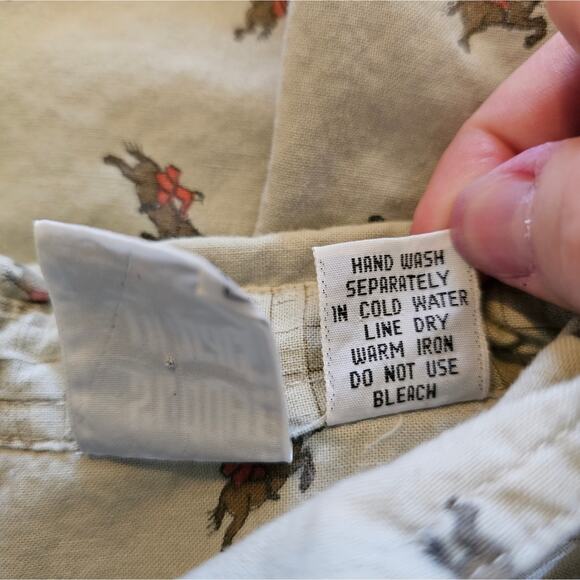 HAND WASH
SEPARATELY
IN COLD WATER
LINE DRY
WARM IRON
DO NOT USE
BLEACH